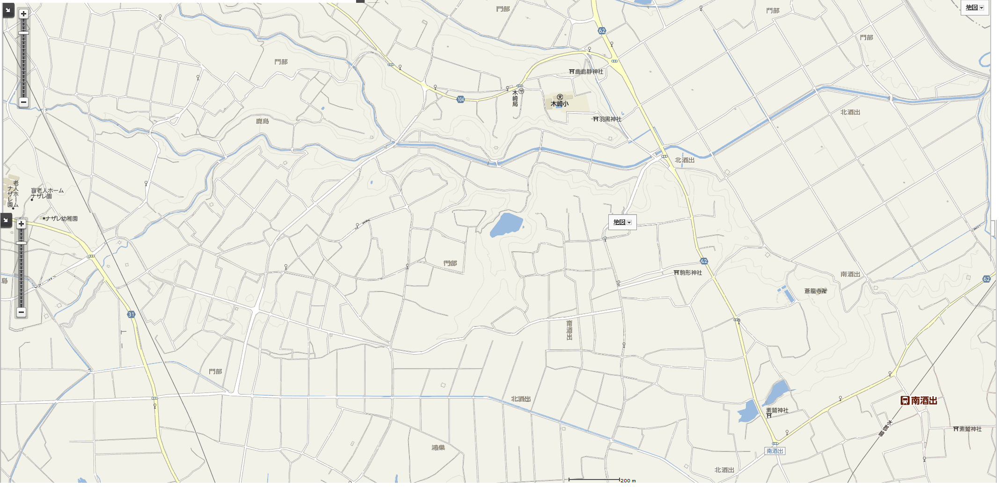 門部
門部
地図
62
門部
門部
鹿島静神社
104
木崎局
木崎小
北酒出
羽黒神社
鹿島
北酒出
老人ホーム
ナザレ園
盲老人ホーム
ナザレ園
ナザレ幼稚園
地図
門部
62
駒形神社
南酒出
62
島
蒼龍寺
31
南酒出
門部
北酒出
南酒出
素鵞神社
水郡線
素鵞神社
鴻巣
南酒出
北酒出
200 m